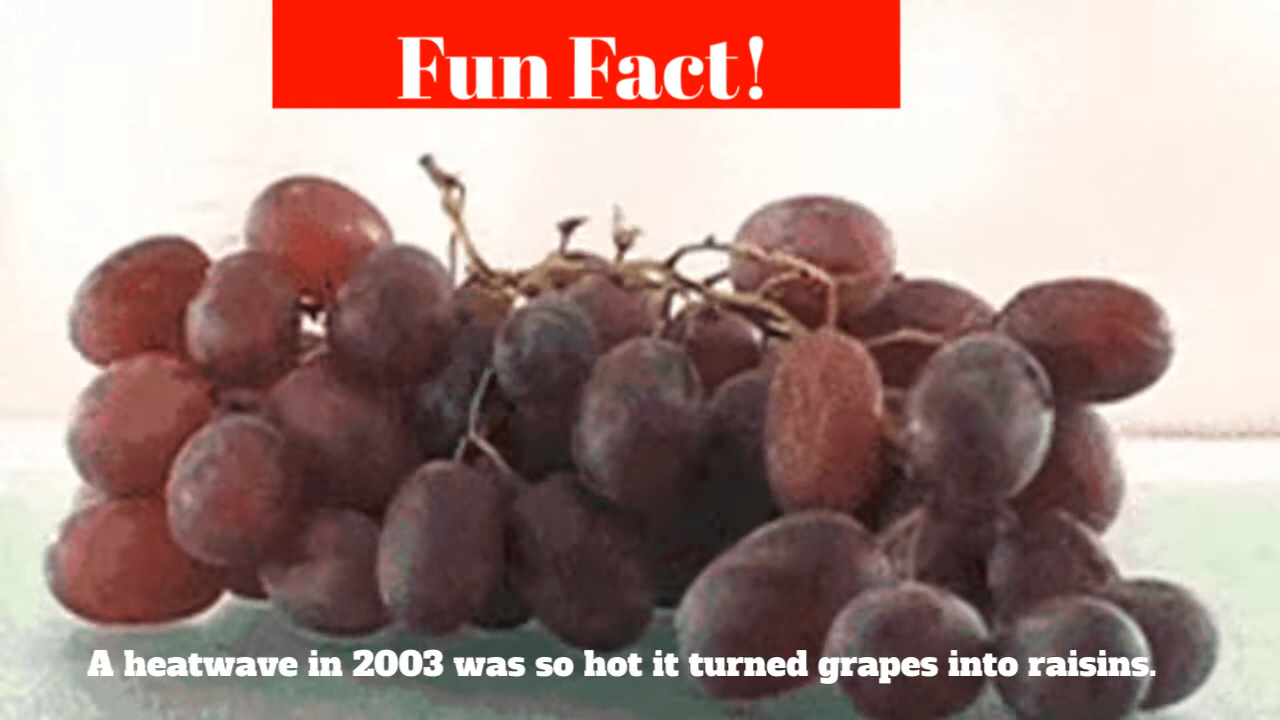 Fun Fact!
A heatwave in 2003 was so hot it turned grapes into raisins.